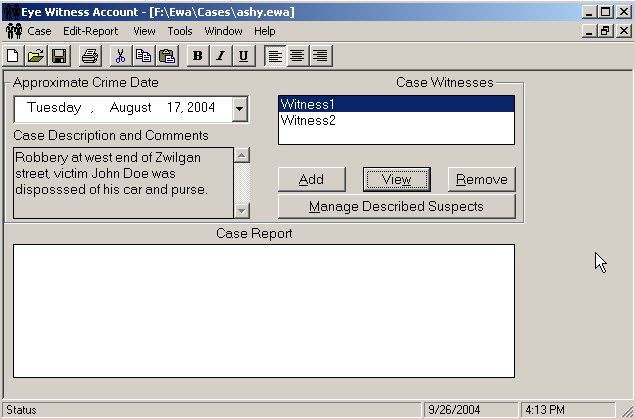 Eye Witness Account - [F:\Ewa\Cases\ashy.ewa]
Case Edit-Report View Tools Window Help
B I U
Approximate Crime Date
Case Witnesses
Tuesday , August 17, 2004
Witness1
Witness2
Case Description and Comments
Robbery at west end of Zwilgan
street, victim John Doe was
disposssed of his car and purse.
Add View Remove
Manage Described Suspects
Case Report
Status 9/26/2004 4:13 PM